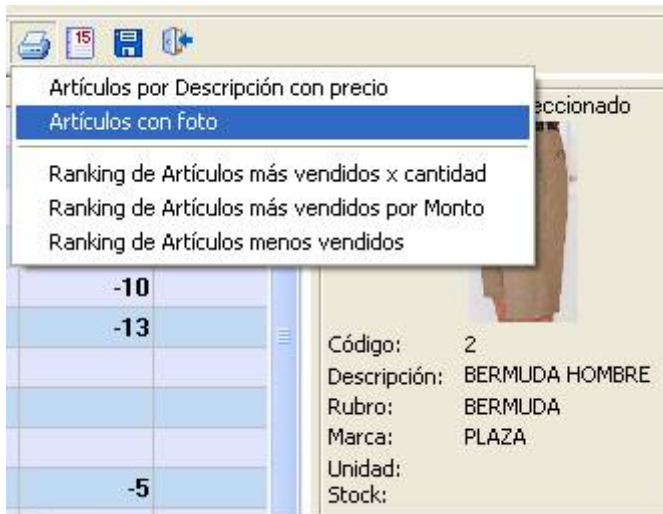 15
Artículos por Descripción con precio
Artículos con foto
Ranking de Artículos más vendidos x cantidad
Ranking de Artículos más vendidos por Monto
Ranking de Artículos menos vendidos
-10
-13
-5
eccionado
Código: 2
Descripción: BERMUDA HOMBRE
Rubro: BERMUDA
Marca: PLAZA
Unidad:
Stock: